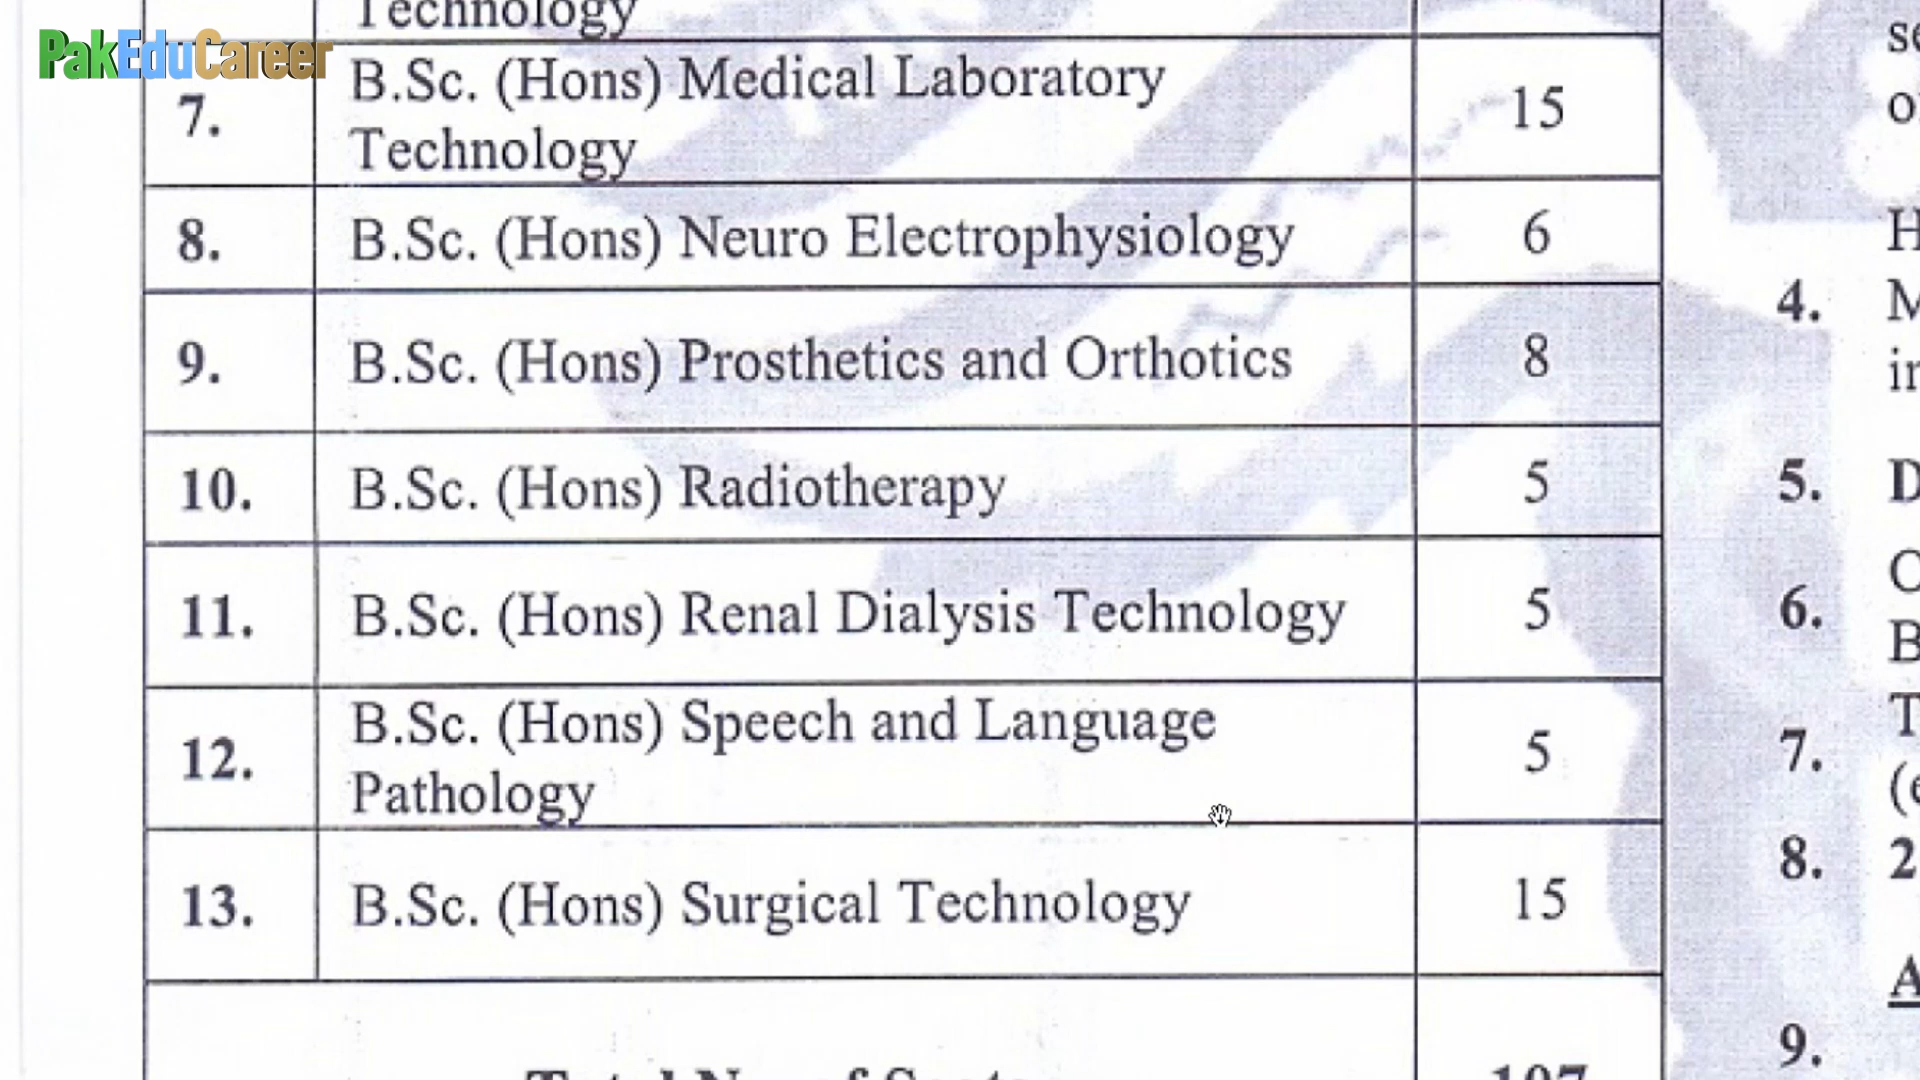 Technology
PakEduCareer
7.
B.Sc. (Hons) Medical Laboratory
Technology
15
8.
B.Sc. (Hons) Neuro Electrophysiology
6
9.
B.Sc. (Hons) Prosthetics and Orthotics
8
10.
B.Sc. (Hons) Radiotherapy
5
11.
B.Sc. (Hons) Renal Dialysis Technology
5
12.
B.Sc. (Hons) Speech and Language
Pathology
5
13.
B.Sc. (Hons) Surgical Technology
15
4.
5.
6.
7.
8.
9.